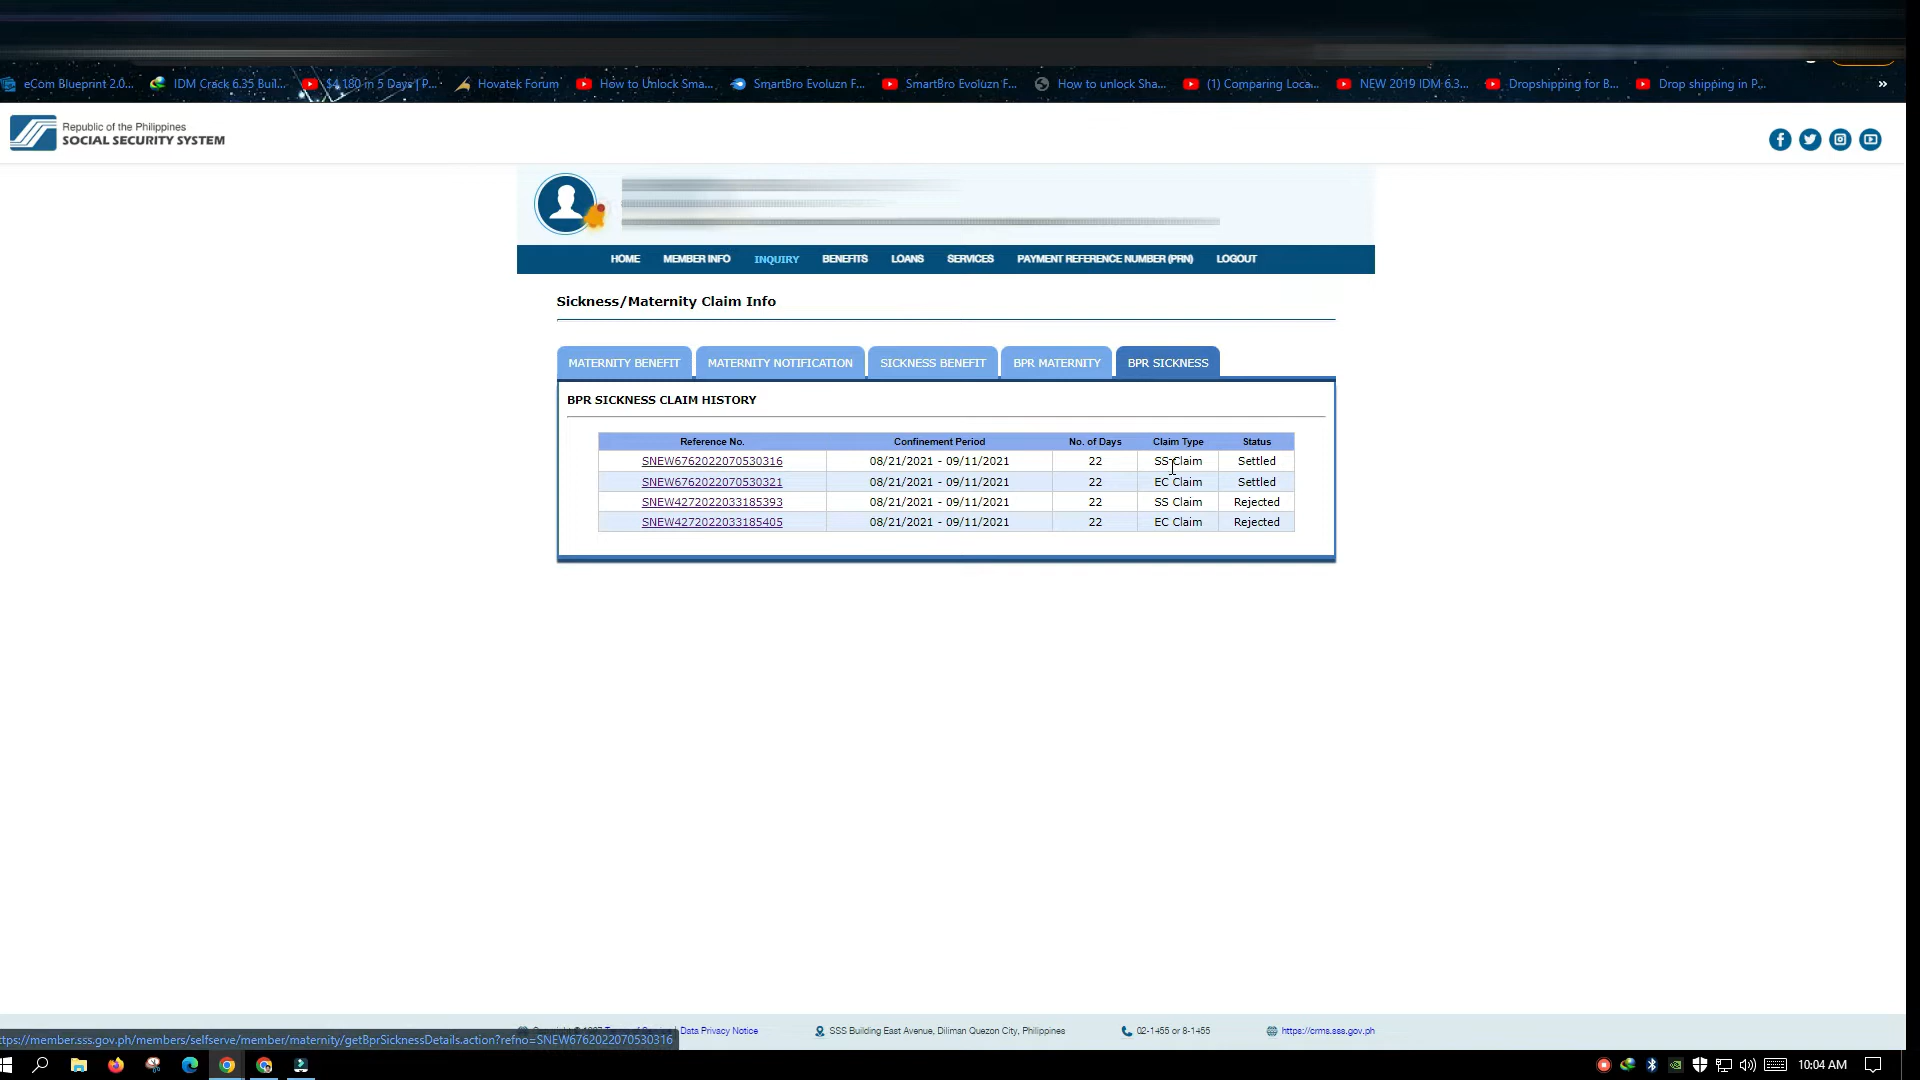 eCom Blueprint 2.0... IDM Crack 6.35 Buil... $4,180 in 5 Days | P... Hovatek Forum How to Unlock Sma... SmartBro Evoluzn F... SmartBro Evoluzn F... How to unlock Sha... (1) Comparing Loca... NEW 2019 IDM 6.3... Dropshipping for B... Drop shipping in P... »
Republic of the Philippines
SOCIAL SECURITY SYSTEM
HOME MEMBER INFO INQUIRY BENEFITS LOANS SERVICES PAYMENT REFERENCE NUMBER (PRN) LOGOUT
Sickness/Maternity Claim Info
MATERNITY BENEFIT MATERNITY NOTIFICATION SICKNESS BENEFIT BPR MATERNITY BPR SICKNESS
BPR SICKNESS CLAIM HISTORY
Reference No. Confinement Period No. of Days Claim Type Status
SNEW6762022070530316 08/21/2021 - 09/11/2021 22 SS Claim Settled
SNEW6762022070530321 08/21/2021 - 09/11/2021 22 EC Claim Settled
SNEW4272022033185393 08/21/2021 - 09/11/2021 22 SS Claim Rejected
SNEW4272022033185405 08/21/2021 - 09/11/2021 22 EC Claim Rejected
Data Privacy Notice SSS Building East Avenue, Diliman Quezon City, Philippines 02-1455 or 8-1455 https://crms.sss.gov.ph
ttps://member.sss.gov.ph/members/selfserve/member/maternity/getBprSicknessDetails.action?refno=SNEW6762022070530316
10:04 AM